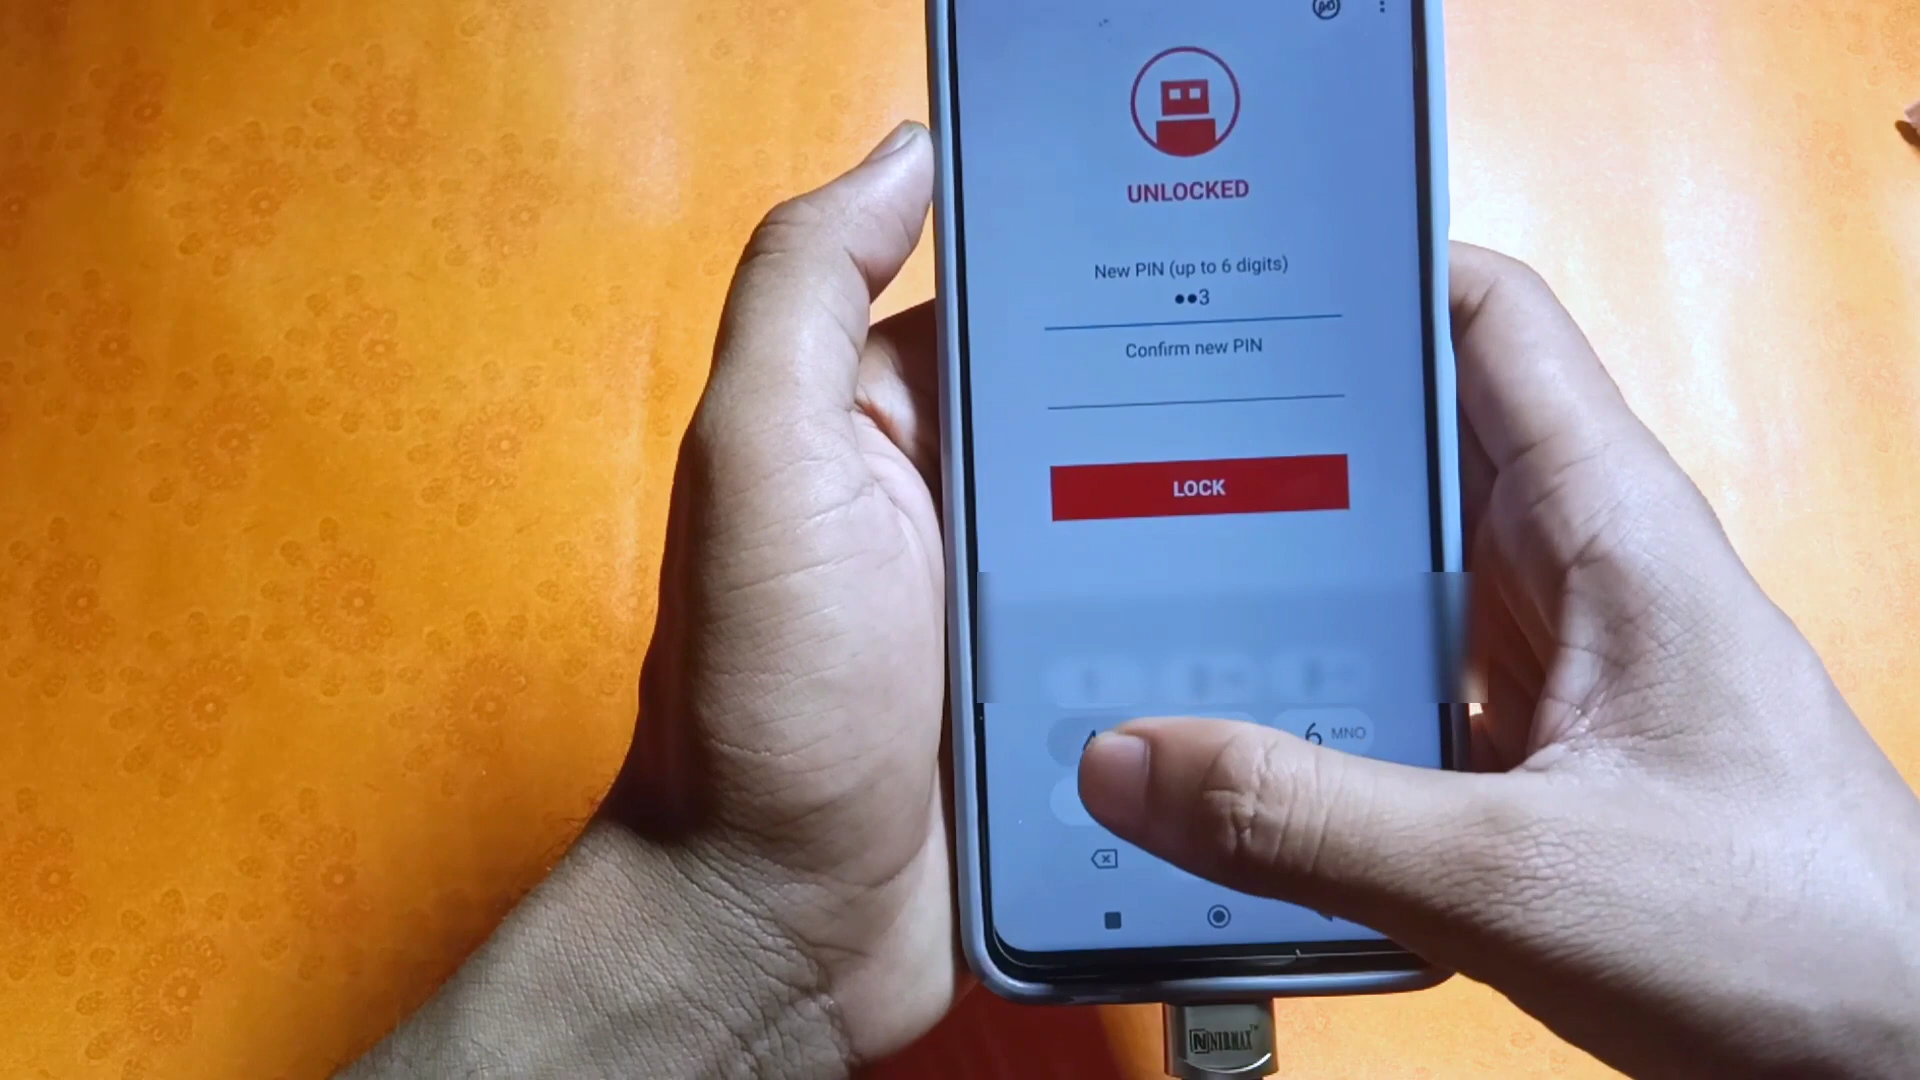 UNLOCKED
New PIN (up to 6 digits)
••3
Confirm new PIN
LOCK
6 MNO